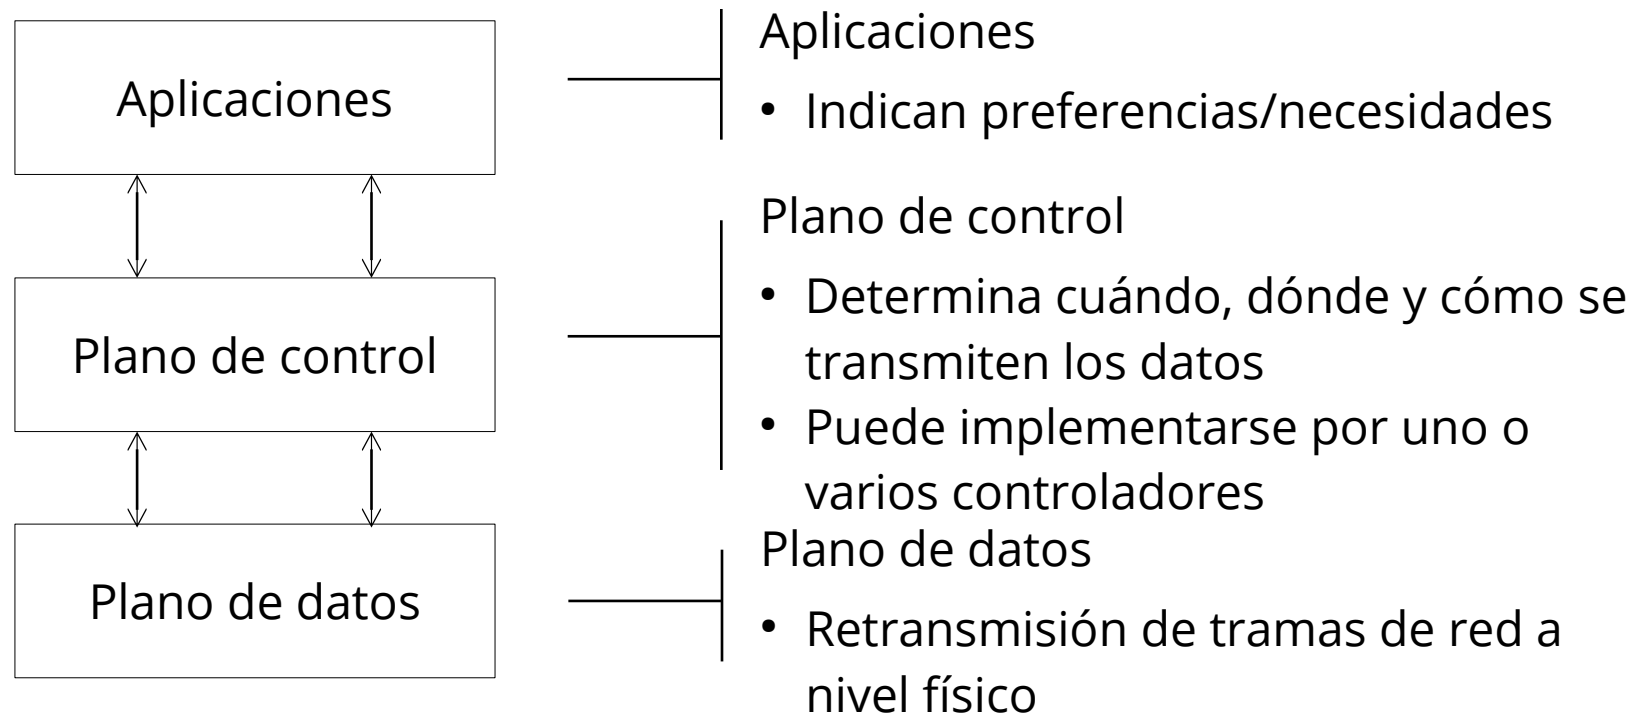 Aplicaciones
Plano de control
Plano de datos
Aplicaciones
• Indican preferencias/necesidades
Plano de control
• Determina cuándo, dónde y cómo se
transmiten los datos
• Puede implementarse por uno o
varios controladores
Plano de datos
• Retransmisión de tramas de red a
nivel físico